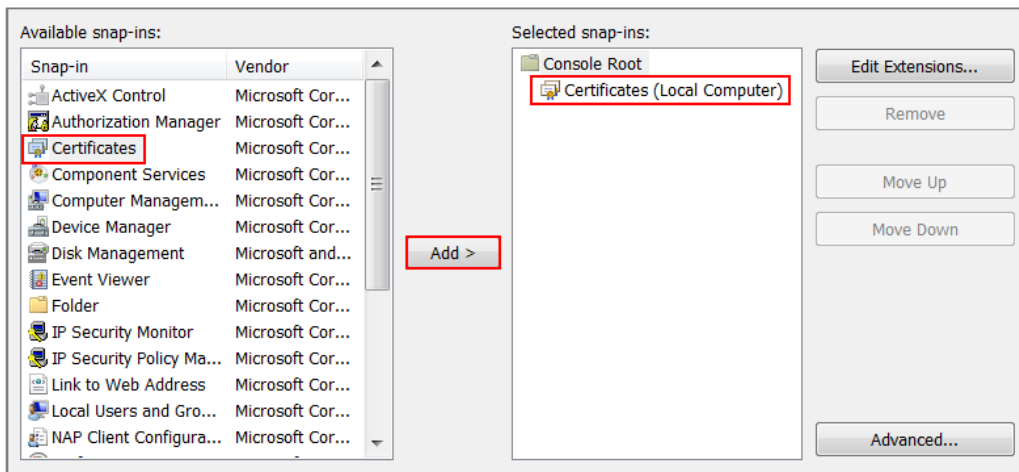 Available snap-ins:
Snap-in Vendor
ActiveX Control Microsoft Cor...
Authorization Manager Microsoft Cor...
Certificates Microsoft Cor...
Component Services Microsoft Cor...
Computer Managem... Microsoft Cor...
Device Manager Microsoft Cor...
Disk Management Microsoft and...
Event Viewer Microsoft Cor...
Folder Microsoft Cor...
IP Security Monitor Microsoft Cor...
IP Security Policy Ma... Microsoft Cor...
Link to Web Address Microsoft Cor...
Local Users and Gro... Microsoft Cor...
NAP Client Configura... Microsoft Cor...
Add >
Selected snap-ins:
Console Root
Certificates (Local Computer)
Edit Extensions...
Remove
Move Up
Move Down
Advanced...